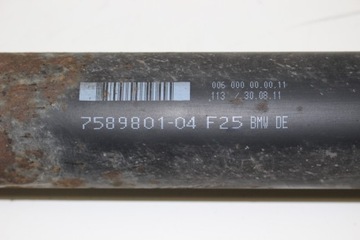 006 000 00.00.11
113 / 30.08.11
7589801-04 F25 BMW DE